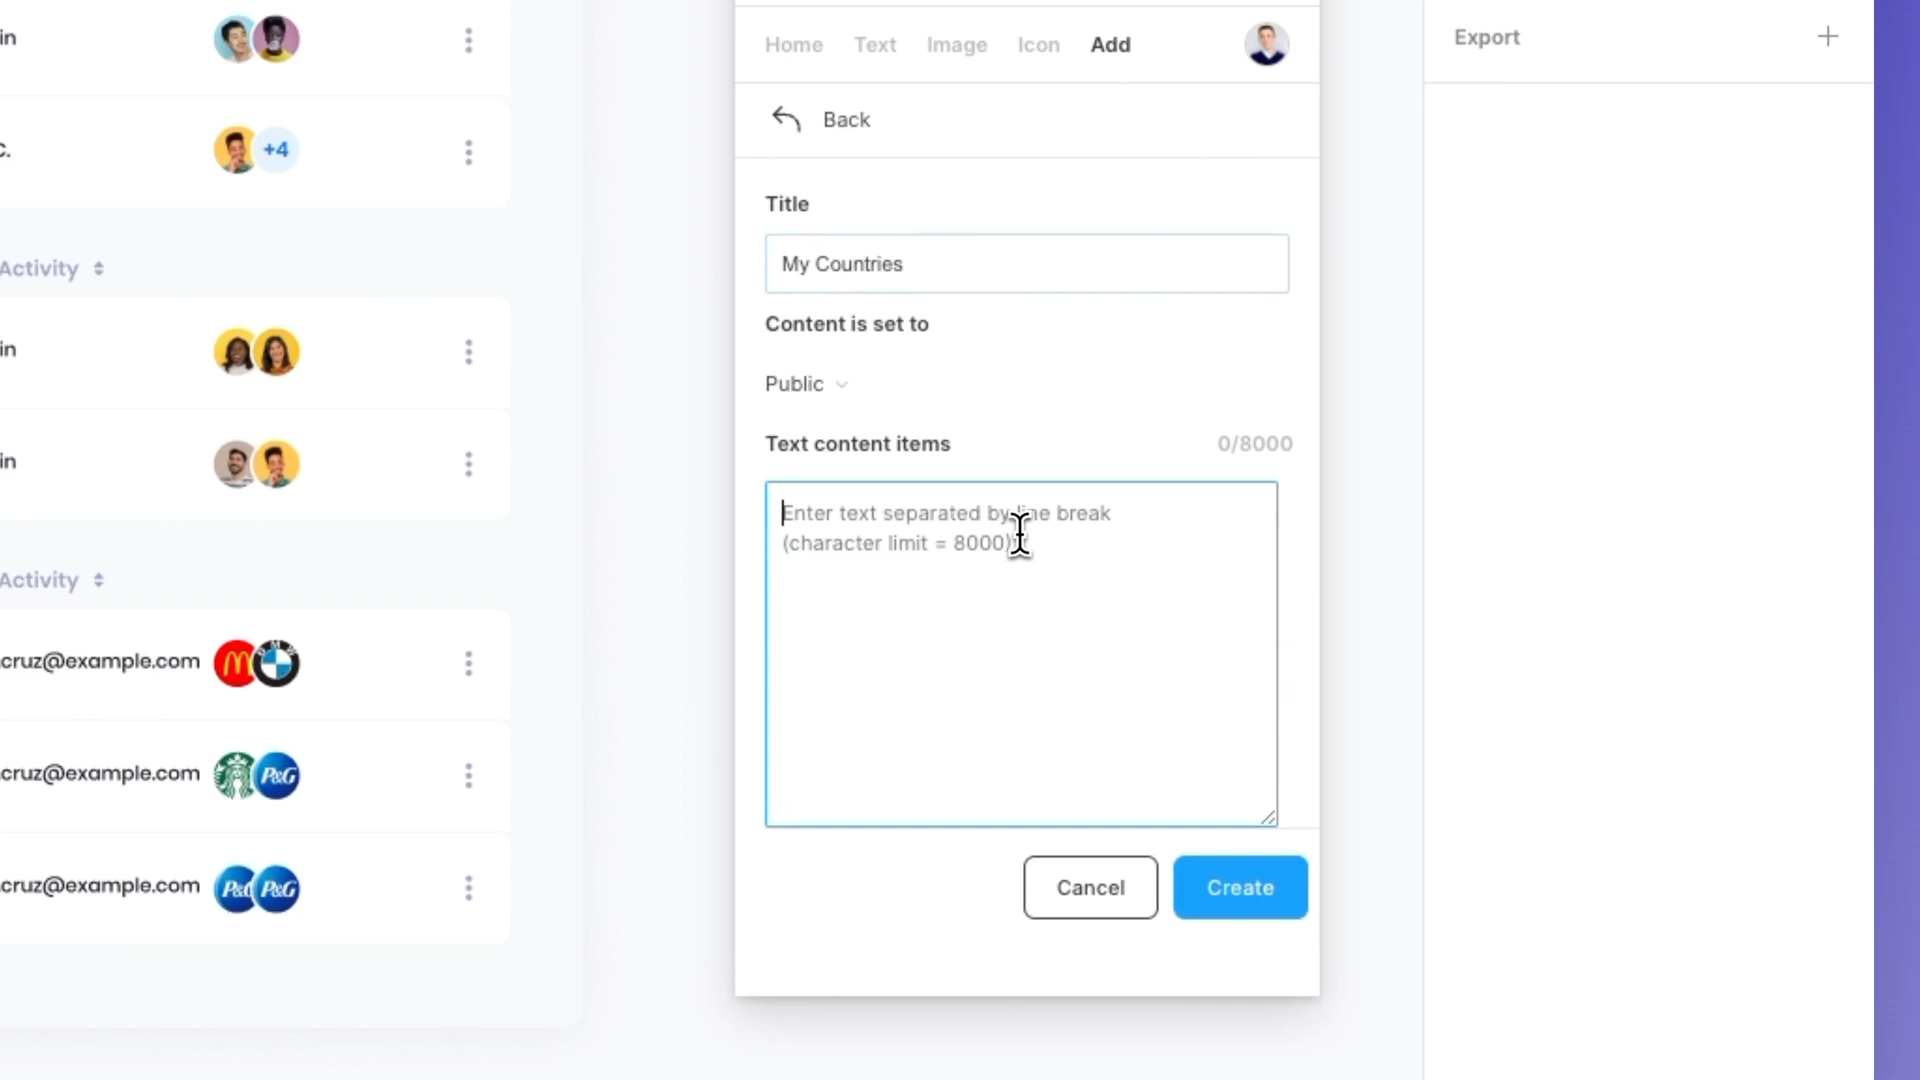 in
Home Text Image Icon Add
Export
Back
c.
+4
Title
My Countries
Activity
Content is set to
in
Public
Text content items 0/8000
in
Enter text separated by line break
(character limit = 8000)
Activity
cruz@example.com
cruz@example.com
P&G
cruz@example.com
P&G
P&G
Cancel
Create